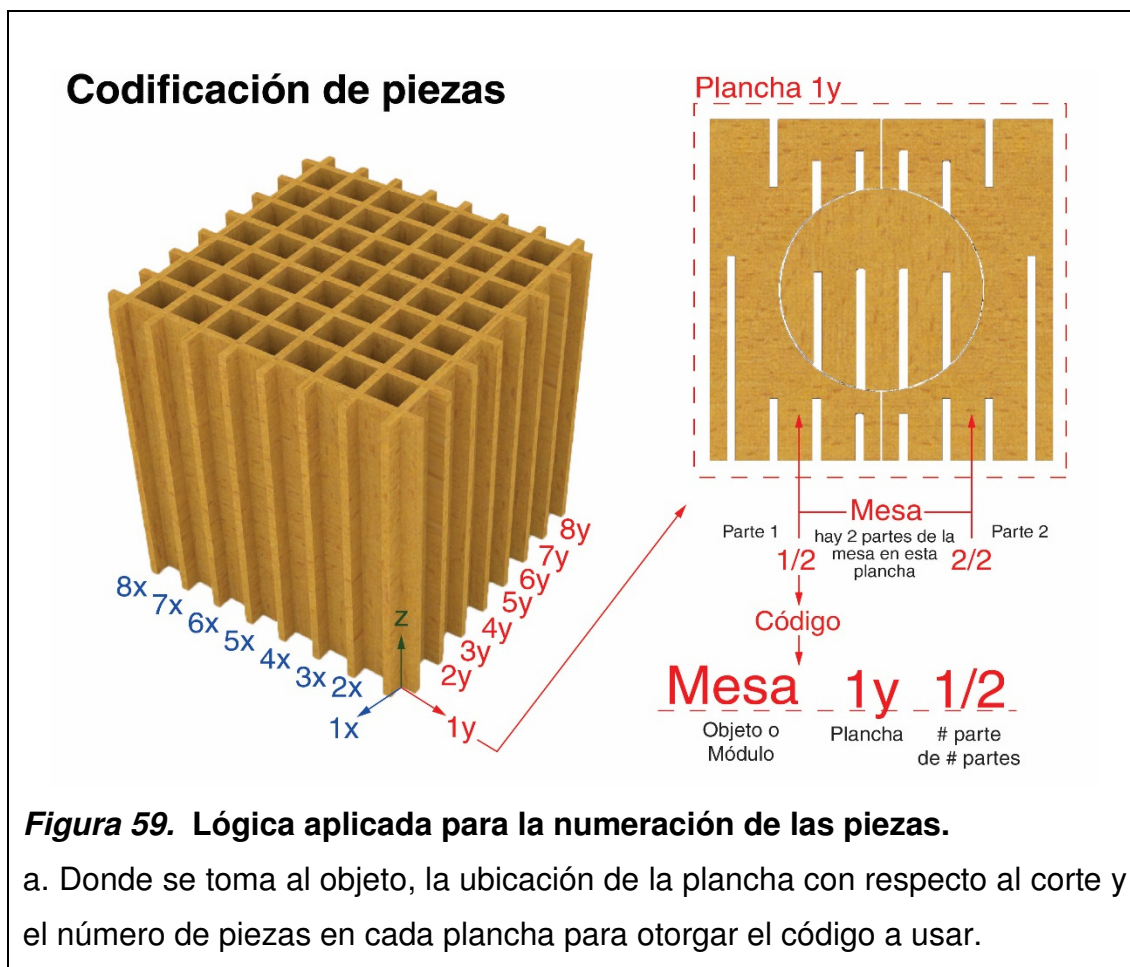 Codificación de piezas
Plancha 1y
8x
7x
6x
5x
4x
3x
2x
1x
z
1y
2y
3y
4y
5y
6y
7y
8y
Mesa
Parte 1
hay 2 partes de la
mesa en esta
plancha
Parte 2
1/2
2/2
Código
Mesa 1y 1/2
Objeto o
Módulo
Plancha
# parte
de # partes
Figura 59. Lógica aplicada para la numeración de las piezas.
a. Donde se toma al objeto, la ubicación de la plancha con respecto al corte y
el número de piezas en cada plancha para otorgar el código a usar.